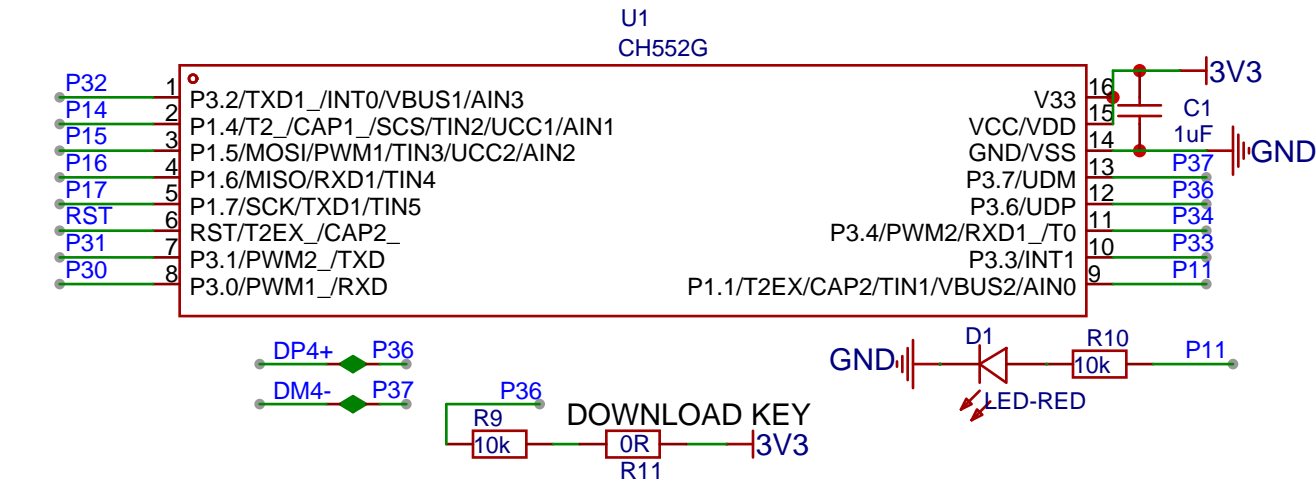 U1
CH552G
P32 1 P3.2/TXD1_/INT0/VBUS1/AIN3
P14 2 P1.4/T2_/CAP1_/SCS/TIN2/UCC1/AIN1
P15 3 P1.5/MOSI/PWM1/TIN3/UCC2/AIN2
P16 4 P1.6/MISO/RXD1/TIN4
P17 5 P1.7/SCK/TXD1/TIN5
RST 6 RST/T2EX_/CAP2_
P31 7 P3.1/PWM2_/TXD
P30 8 P3.0/PWM1_/RXD
V33 16 3V3
VCC/VDD 15
C1
1uF
GND/VSS 14 GND
P3.7/UDM 13 P37
P3.6/UDP 12 P36
P3.4/PWM2/RXD1_/T0 11 P34
P3.3/INT1 10 P33
P1.1/T2EX/CAP2/TIN1/VBUS2/AIN0 9 P11
DP4+ P36
DM4- P37
P36
DOWNLOAD KEY
R9
10k
0R
R11
3V3
GND
D1
LED-RED
R10
10k
P11